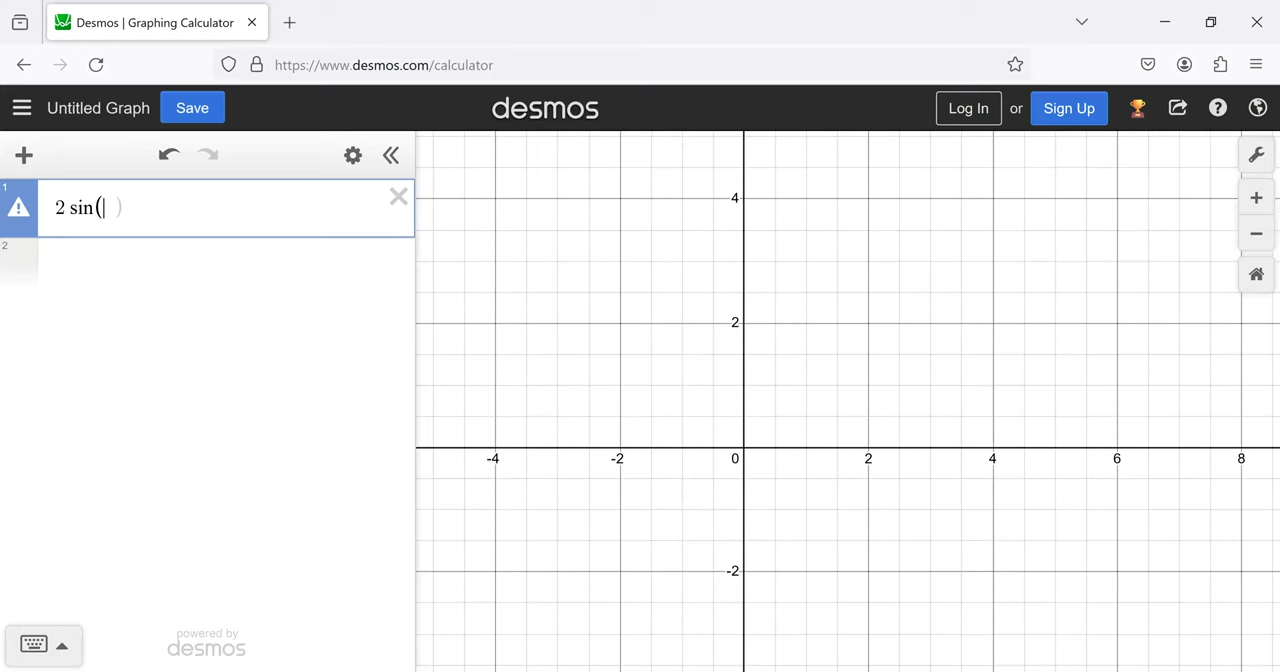 Desmos | Graphing Calculator
https://www.desmos.com/calculator
Untitled Graph
Save
desmos
Log In
or
Sign Up
1
2 sin( )
2
4
2
-4
-2
0
2
4
6
8
-2
powered by
desmos